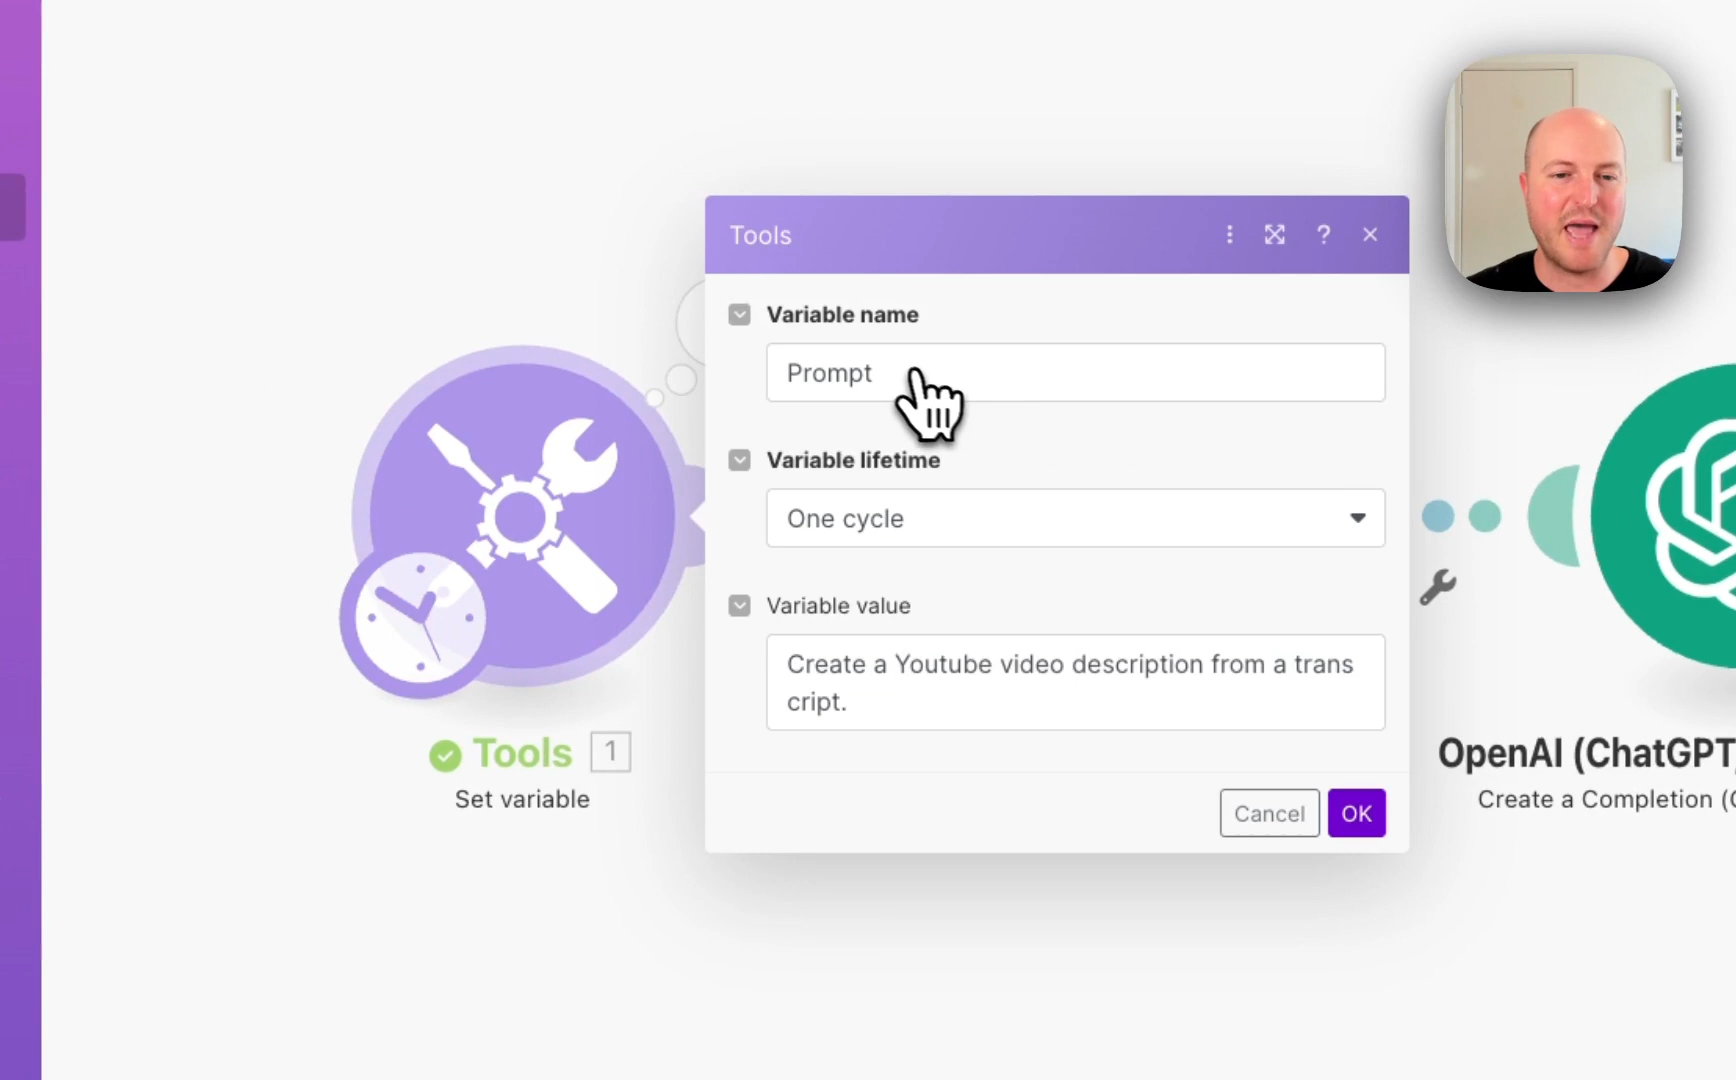 Tools
Variable name
Prompt
Variable lifetime
One cycle
Variable value
Create a Youtube video description from a trans
cript.
Cancel
OK
Tools
1
Set variable
OpenAI (ChatGPT,
Create a Completion (